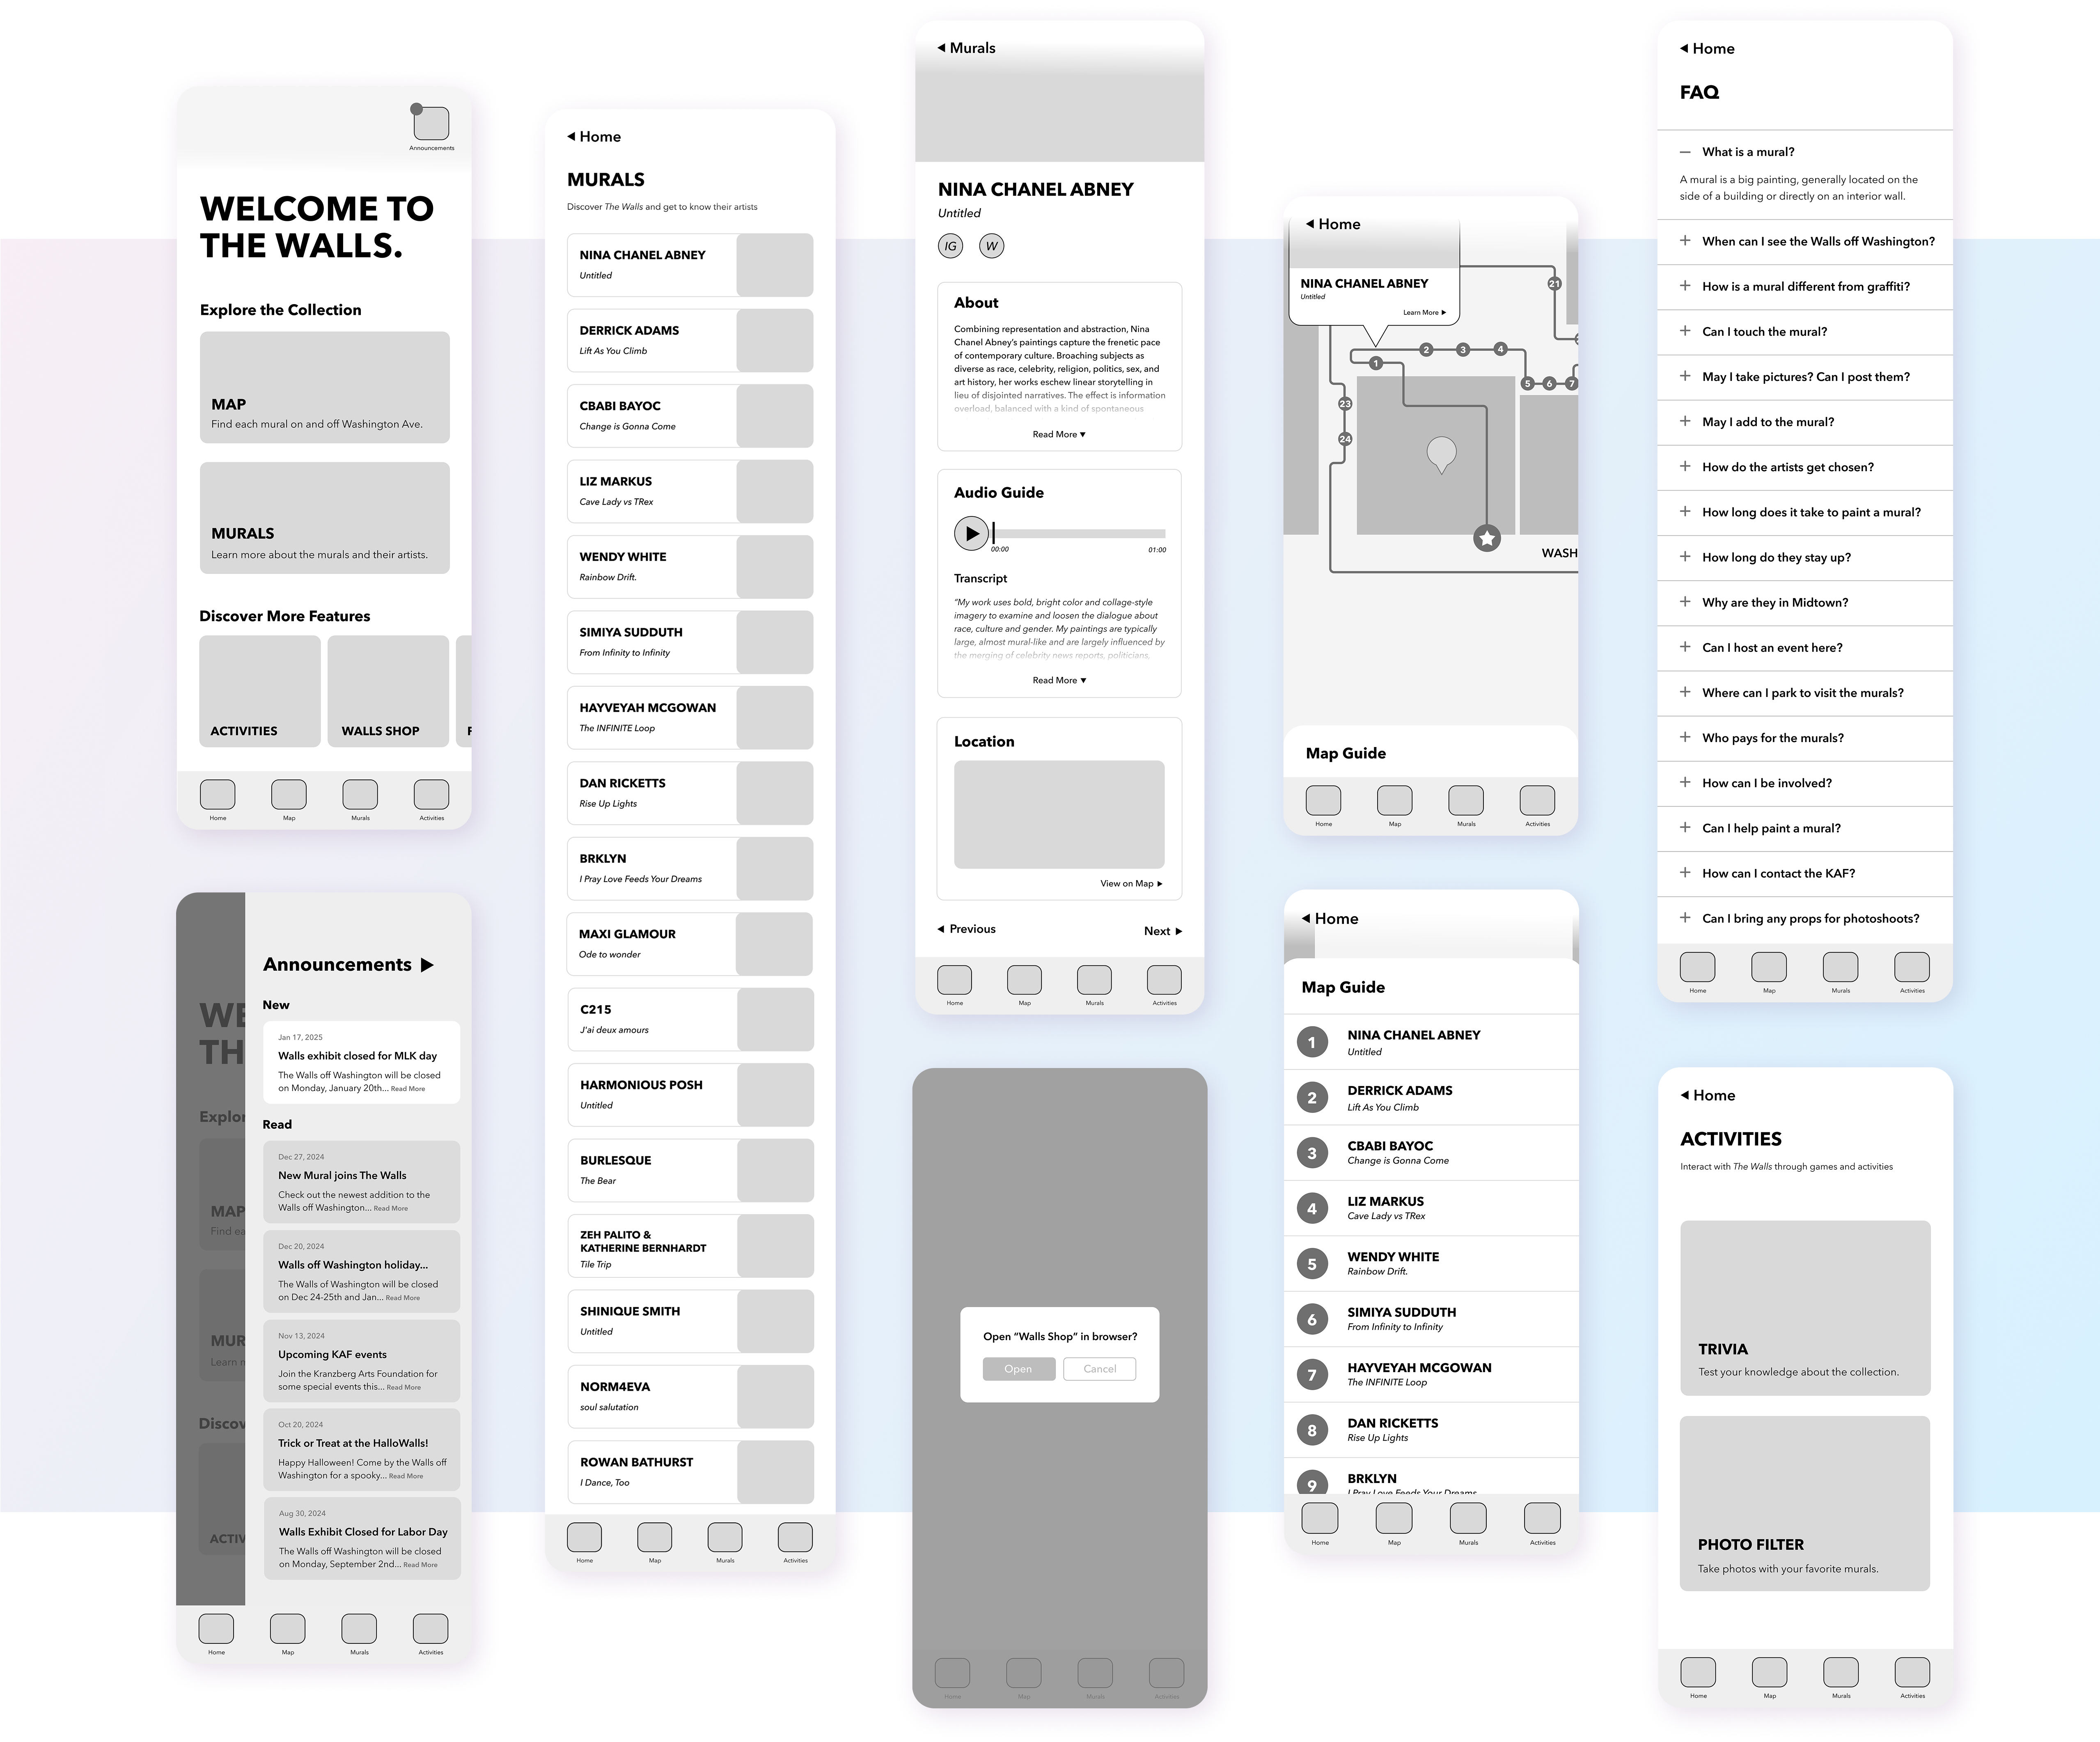 Announcements
WELCOME TO
THE WALLS.
Explore the Collection
MAP
Find each mural on and off Washington Ave.
MURALS
Learn more about the murals and their artists.
Discover More Features
ACTIVITIES
WALLS SHOP
F
Home
Map
Murals
Activities
WE
TH
Explor
MAP
Find ea
MUR
Learn n
Discov
ACTIV
Announcements ▶
New
Jan 17, 2025
Walls exhibit closed for MLK day
The Walls off Washington will be closed
on Monday, January 20th... Read More
Read
Dec 27, 2024
New Mural joins The Walls
Check out the newest addition to the
Walls off Washington... Read More
Dec 20, 2024
Walls off Washington holiday...
The Walls of Washington will be closed
on Dec 24-25th and Jan... Read More
Nov 13, 2024
Upcoming KAF events
Join the Kranzberg Arts Foundation for
some special events this... Read More
Oct 20, 2024
Trick or Treat at the HalloWalls!
Happy Halloween! Come by the Walls off
Washington for a spooky... Read More
Aug 30, 2024
Walls Exhibit Closed for Labor Day
The Walls off Washington will be closed
on Monday, September 2nd... Read More
Home
Map
Murals
Activities
◀ Home
MURALS
Discover The Walls and get to know their artists
NINA CHANEL ABNEY
Untitled
DERRICK ADAMS
Lift As You Climb
CBABI BAYOC
Change is Gonna Come
LIZ MARKUS
Cave Lady vs TRex
WENDY WHITE
Rainbow Drift.
SIMIYA SUDDUTH
From Infinity to Infinity
HAYVEYAH MCGOWAN
The INFINITE Loop
DAN RICKETTS
Rise Up Lights
BRKLYN
I Pray Love Feeds Your Dreams
MAXI GLAMOUR
Ode to wonder
C215
J'ai deux amours
HARMONIOUS POSH
Untitled
BURLESQUE
The Bear
ZEH PALITO &
KATHERINE BERNHARDT
Tile Trip
SHINIQUE SMITH
Untitled
NORM4EVA
soul salutation
ROWAN BATHURST
I Dance, Too
Home
Map
Murals
Activities
◀ Murals
NINA CHANEL ABNEY
Untitled
IG
W
About
Combining representation and abstraction, Nina
Chanel Abney's paintings capture the frenetic pace
of contemporary culture. Broaching subjects as
diverse as race, celebrity, religion, politics, sex, and
art history, her works eschew linear storytelling in
lieu of disjointed narratives. The effect is information
overload, balanced with a kind of spontaneous
Read More ▼
Audio Guide
00:00
01:00
Transcript
"My work uses bold, bright color and collage-style
imagery to examine and loosen the dialogue about
race, culture and gender. My paintings are typically
large, almost mural-like and are largely influenced by
the merging of celebrity news reports, politicians,
Read More ▼
Location
View on Map ▶
◀ Previous
Next ▶
Home
Map
Murals
Activities
Open "Walls Shop" in browser?
Open
Cancel
Home
Map
Murals
Activities
◀ Home
NINA CHANEL ABNEY
Untitled
Learn More ▶
21
1
2
3
4
5
6
7
23
24
WASH
Map Guide
Home
Map
Murals
Activities
◀ Home
Map Guide
1
NINA CHANEL ABNEY
Untitled
2
DERRICK ADAMS
Lift As You Climb
3
CBABI BAYOC
Change is Gonna Come
4
LIZ MARKUS
Cave Lady vs TRex
5
WENDY WHITE
Rainbow Drift.
6
SIMIYA SUDDUTH
From Infinity to Infinity
7
HAYVEYAH MCGOWAN
The INFINITE Loop
8
DAN RICKETTS
Rise Up Lights
9
BRKLYN
I Pray Love Feeds Your Dreams
Home
Map
Murals
Activities
◀ Home
FAQ
What is a mural?
A mural is a big painting, generally located on the
side of a building or directly on an interior wall.
When can I see the Walls off Washington?
How is a mural different from graffiti?
Can I touch the mural?
May I take pictures? Can I post them?
May I add to the mural?
How do the artists get chosen?
How long does it take to paint a mural?
How long do they stay up?
Why are they in Midtown?
Can I host an event here?
Where can I park to visit the murals?
Who pays for the murals?
How can I be involved?
Can I help paint a mural?
How can I contact the KAF?
Can I bring any props for photoshoots?
Home
Map
Murals
Activities
◀ Home
ACTIVITIES
Interact with The Walls through games and activities
TRIVIA
Test your knowledge about the collection.
PHOTO FILTER
Take photos with your favorite murals.
Home
Map
Murals
Activities